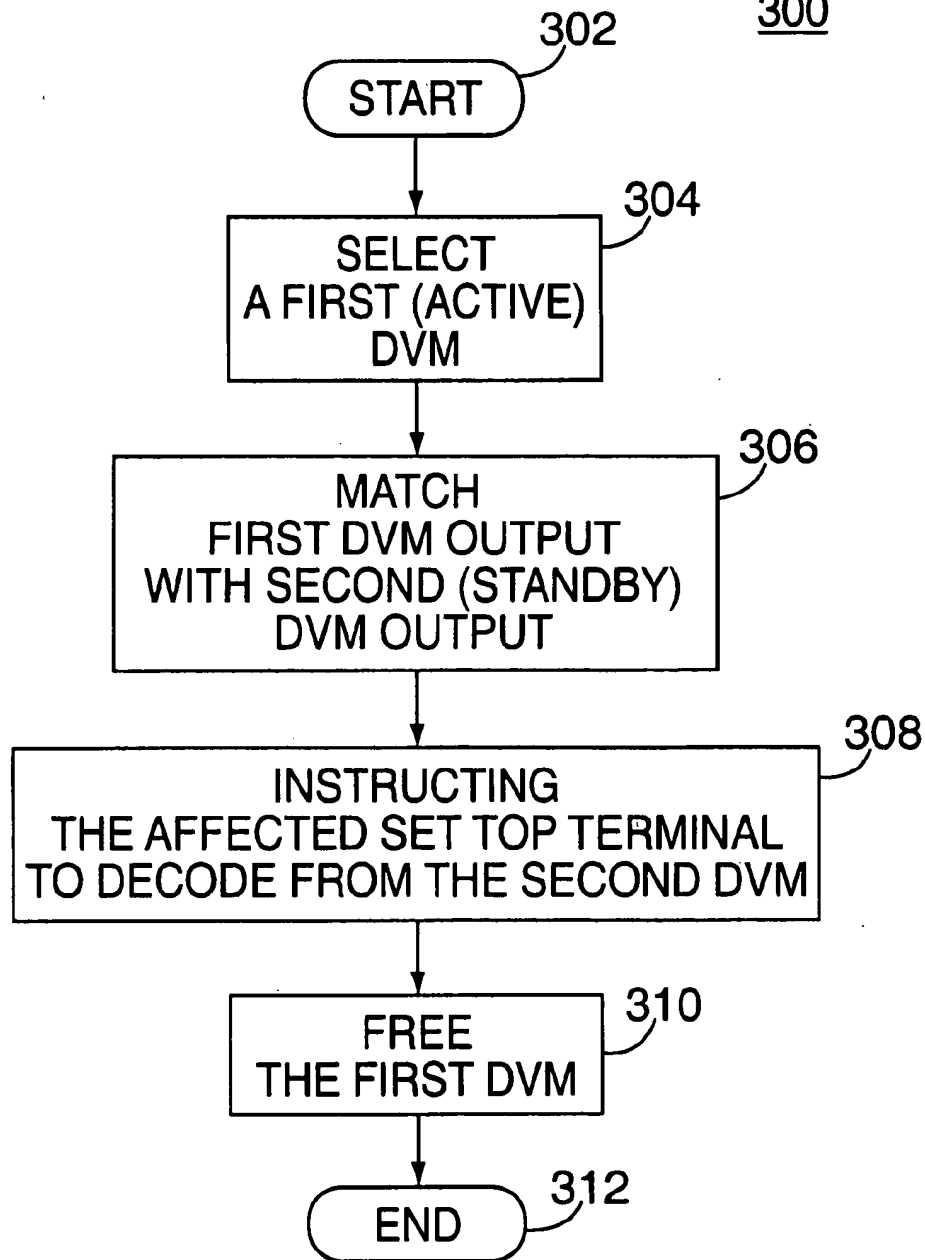 300
302
START
304
SELECT
A FIRST (ACTIVE)
DVM
306
MATCH
FIRST DVM OUTPUT
WITH SECOND (STANDBY)
DVM OUTPUT
308
INSTRUCTING
THE AFFECTED SET TOP TERMINAL
TO DECODE FROM THE SECOND DVM
310
FREE
THE FIRST DVM
312
END